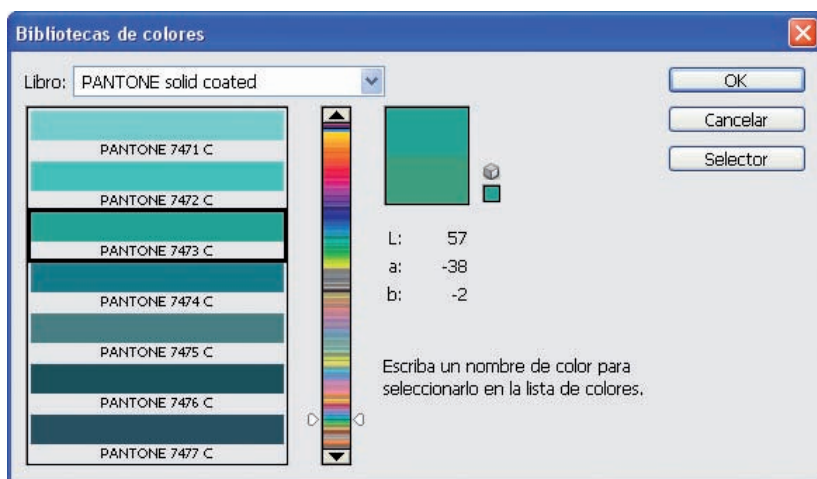 Bibliotecas de colores
Libro: PANTONE solid coated
OK
Cancelar
Selector
PANTONE 7471 C
PANTONE 7472 C
PANTONE 7473 C
PANTONE 7474 C
PANTONE 7475 C
PANTONE 7476 C
PANTONE 7477 C
L: 57
a: -38
b: -2
Escriba un nombre de color para
seleccionarlo en la lista de colores.